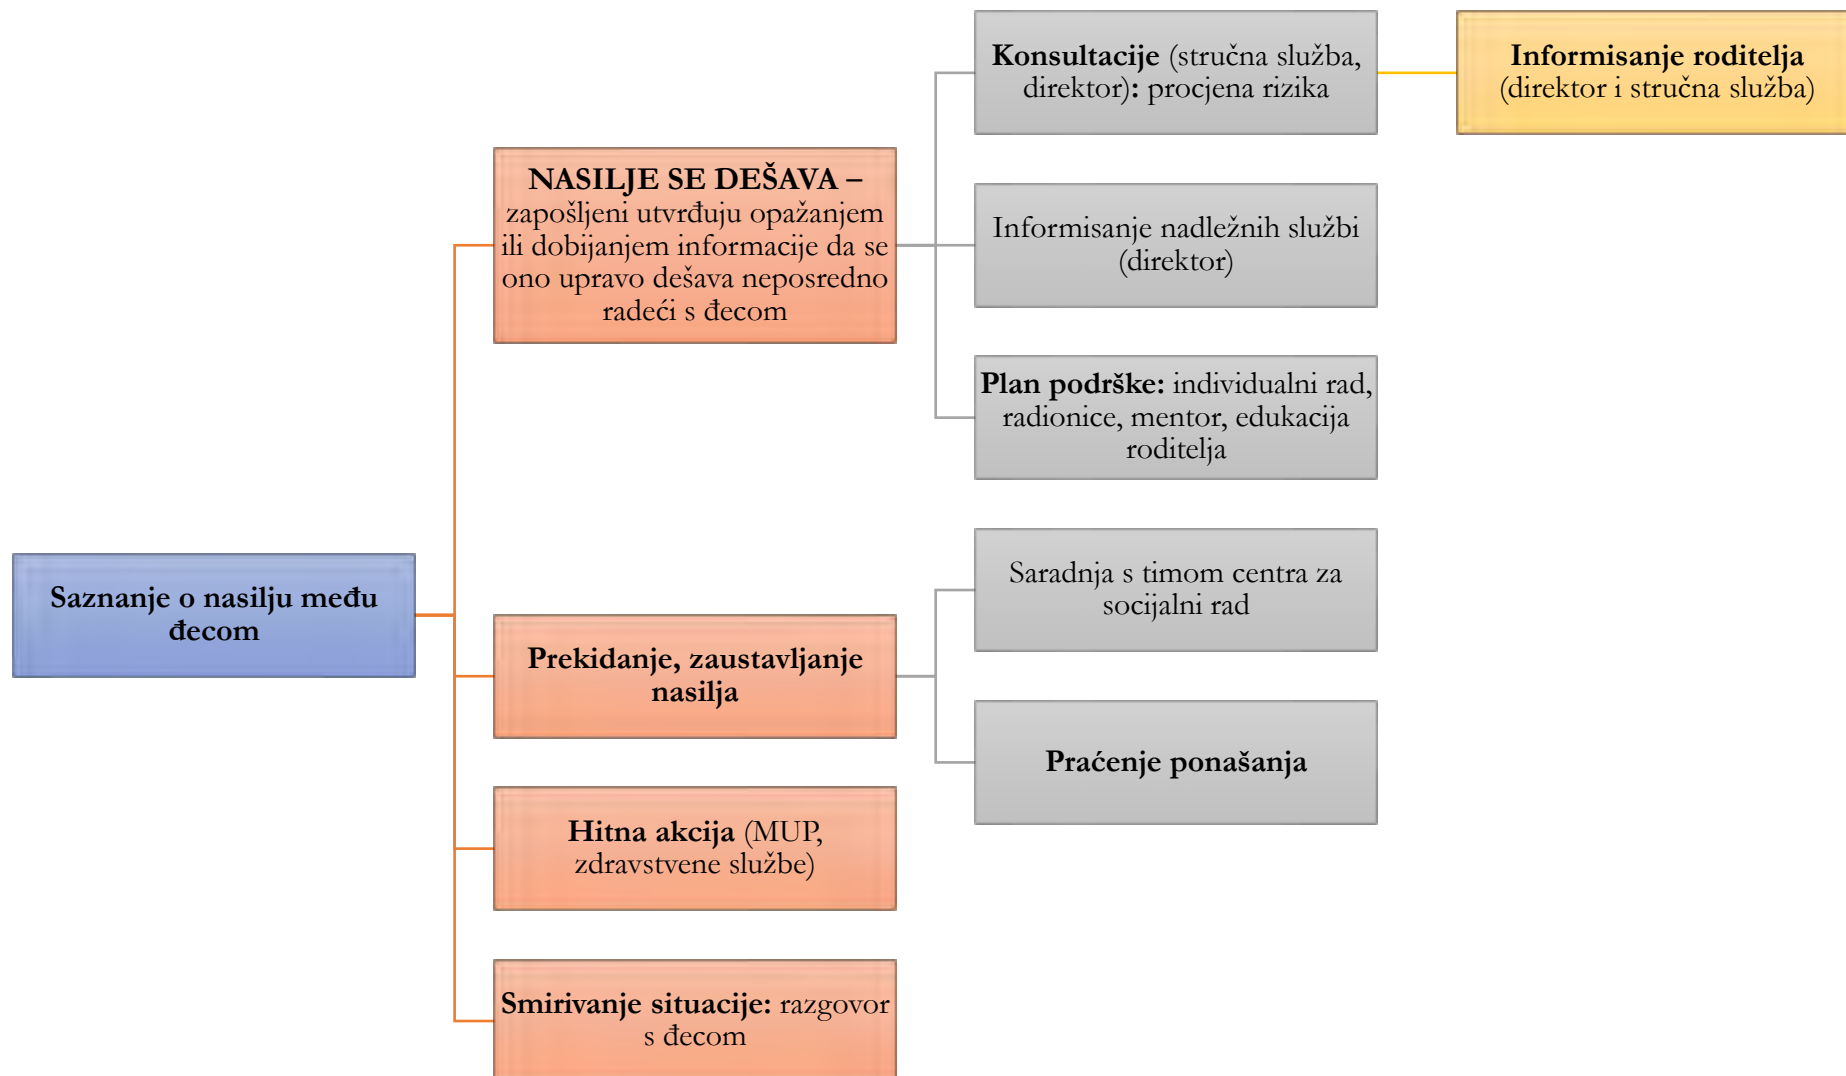 Saznanje o nasilju među
đecom
NASILJE SE DEŠAVA –
zapošljeni utvrđuju opažanjem
ili dobijanjem informacije da se
ono upravo dešava neposredno
radeći s đecom
Konsultacije (stručna služba,
direktor): procjena rizika
Informisanje roditelja
(direktor i stručna služba)
Informisanje nadležnih službi
(direktor)
Plan podrške: individualni rad,
radionice, mentor, edukacija
roditelja
Prekidanje, zaustavljanje
nasilja
Saradnja s timom centra za
socijalni rad
Praćenje ponašanja
Hitna akcija (MUP,
zdravstvene službe)
Smirivanje situacije: razgovor
s đecom